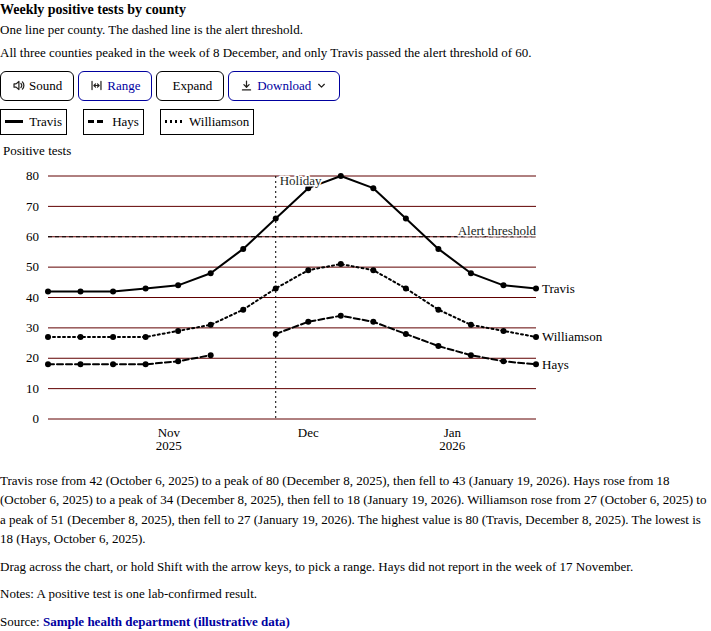 Weekly positive tests by county
One line per county. The dashed line is the alert threshold.
All three counties peaked in the week of 8 December, and only Travis passed the alert threshold of 60.
Sound Range Expand Download
Travis Hays Williamson
Positive tests
80
Holiday
70
Alert threshold
60
50
Travis
40
30
Williamson
20
Hays
10
0
Nov Dec Jan
2025 2026
Travis rose from 42 (October 6, 2025) to a peak of 80 (December 8, 2025), then fell to 43 (January 19, 2026). Hays rose from 18
(October 6, 2025) to a peak of 34 (December 8, 2025), then fell to 18 (January 19, 2026). Williamson rose from 27 (October 6, 2025) to
a peak of 51 (December 8, 2025), then fell to 27 (January 19, 2026). The highest value is 80 (Travis, December 8, 2025). The lowest is
18 (Hays, October 6, 2025).
Drag across the chart, or hold Shift with the arrow keys, to pick a range. Hays did not report in the week of 17 November.
Notes: A positive test is one lab-confirmed result.
Source: Sample health department (illustrative data)